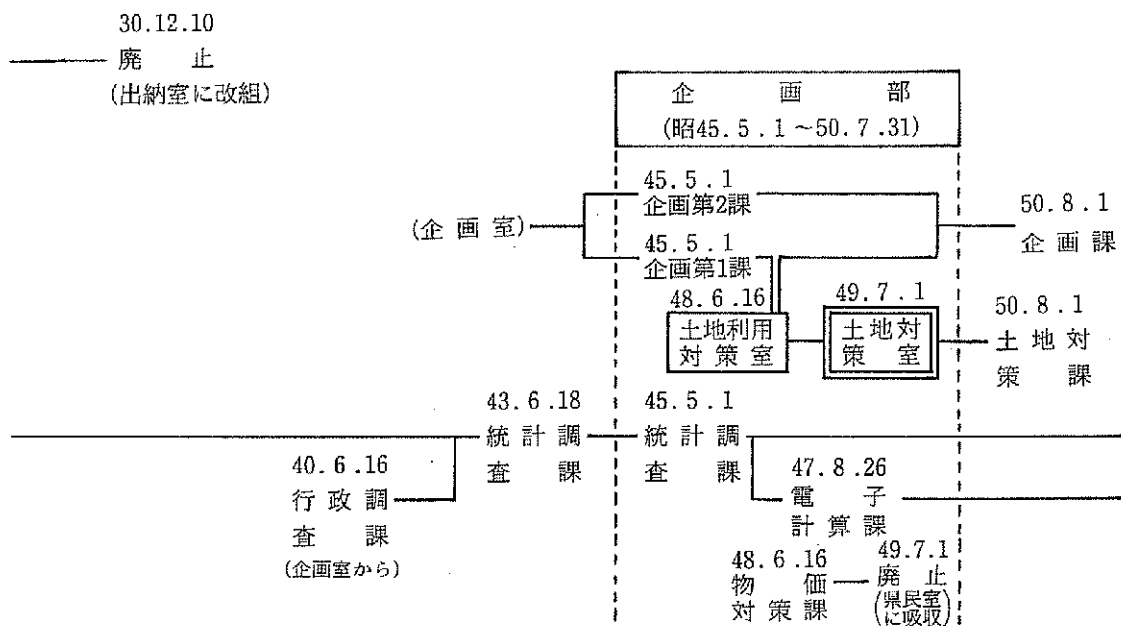 30.12.10
廃止
(出納室に改組)
企画部
(昭45.5.1～50.7.31)
45.5.1
企画第2課
(企画室)
45.5.1
企画第1課
50.8.1
企画課
48.6.16
土地利用
対策室
49.7.1
土地対
策室
50.8.1
土地対
策課
43.6.18
統計調
査課
45.5.1
統計調
査課
40.6.16
行政調
査課
(企画室から)
47.8.26
電子
計算課
48.6.16
物価
対策課
49.7.1
廃止
(県民室
に吸収)